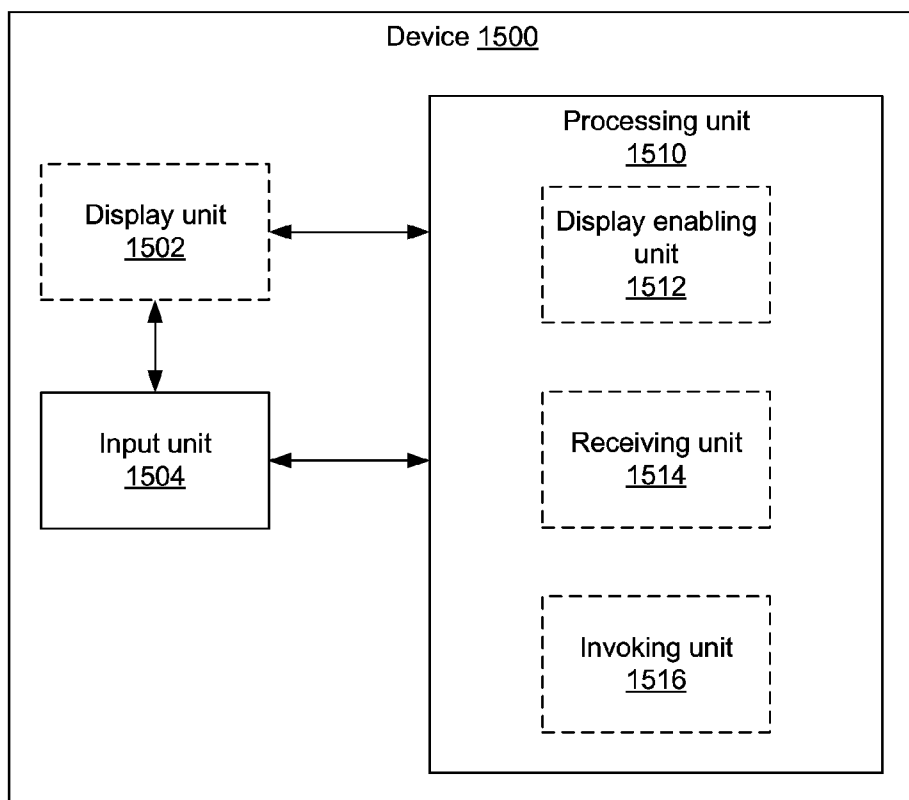 Device 1500
Processing unit
1510
Display unit
1502
Display enabling
unit
1512
Input unit
1504
Receiving unit
1514
Invoking unit
1516